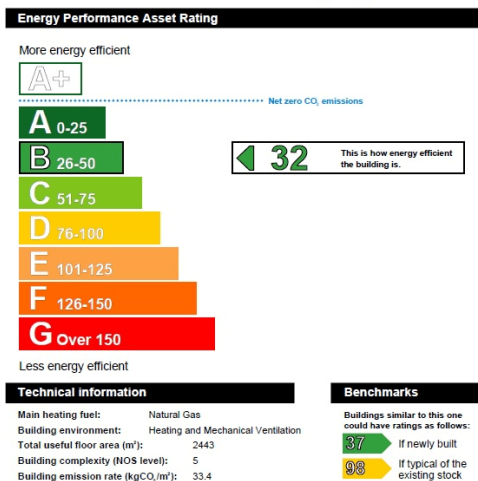 Energy Performance Asset Rating
More energy efficient
A+
Net zero CO₂ emissions
A 0-25
B 26-50
32
This is how energy efficient
the building is.
C 51-75
D 76-100
E 101-125
F 126-150
G Over 150
Less energy efficient
Technical information
Main heating fuel: Natural Gas
Building environment: Heating and Mechanical Ventilation
Total useful floor area (m²): 2443
Building complexity (NOS level): 5
Building emission rate (kgCO₂/m²): 33.4
Benchmarks
Buildings similar to this one
could have ratings as follows:
37 If newly built
98 If typical of the
existing stock